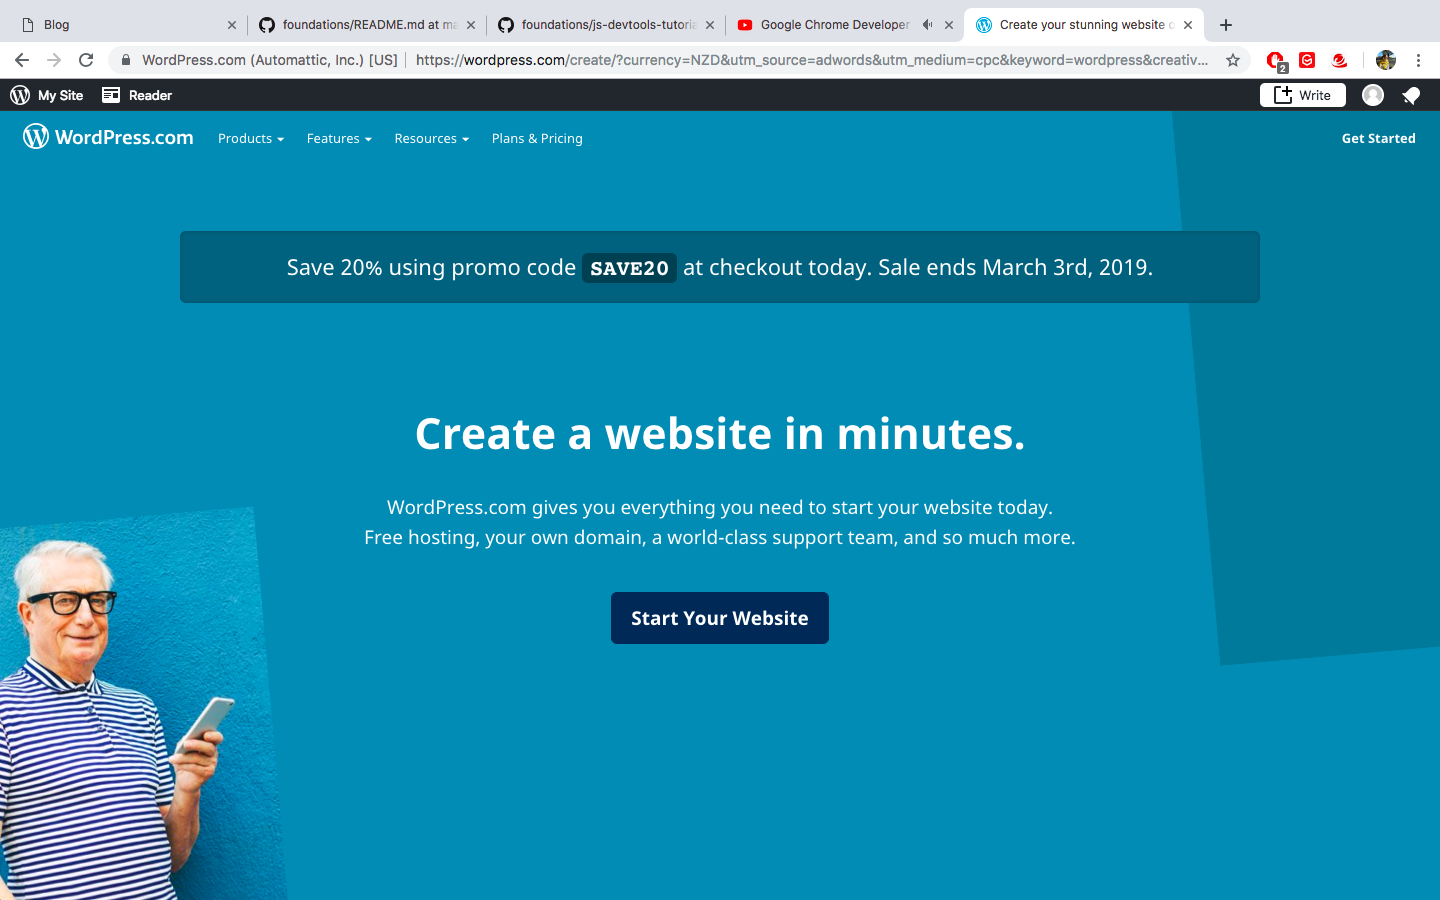 Blog
foundations/README.md at ma
foundations/js-devtools-tutoria
Google Chrome Developer
Create your stunning website o
WordPress.com (Automattic, Inc.) [US]
https://wordpress.com/create/?currency=NZD&utm_source=adwords&utm_medium=cpc&keyword=wordpress&creativ...
2
My Site
Reader
Write
WordPress.com
Products
Features
Resources
Plans & Pricing
Get Started
Save 20% using promo code SAVE20 at checkout today. Sale ends March 3rd, 2019.
Create a website in minutes.
WordPress.com gives you everything you need to start your website today.
Free hosting, your own domain, a world-class support team, and so much more.
Start Your Website